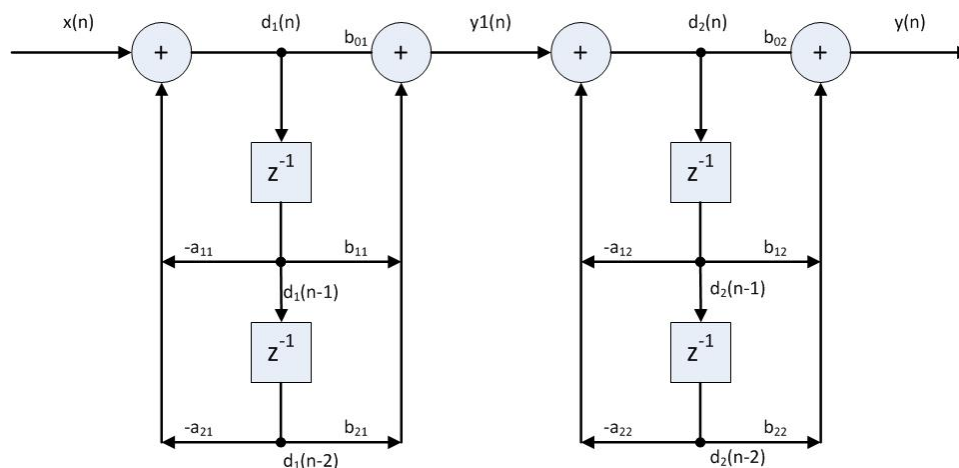 x(n) d₁(n) b₀₁ y1(n) d₂(n) b₀₂ y(n)
+ + + +
z⁻¹ z⁻¹
-a₁₁ b₁₁ -a₁₂ b₁₂
d₁(n-1) d₂(n-1)
z⁻¹ z⁻¹
-a₂₁ b₂₁ -a₂₂ b₂₂
d₁(n-2) d₂(n-2)